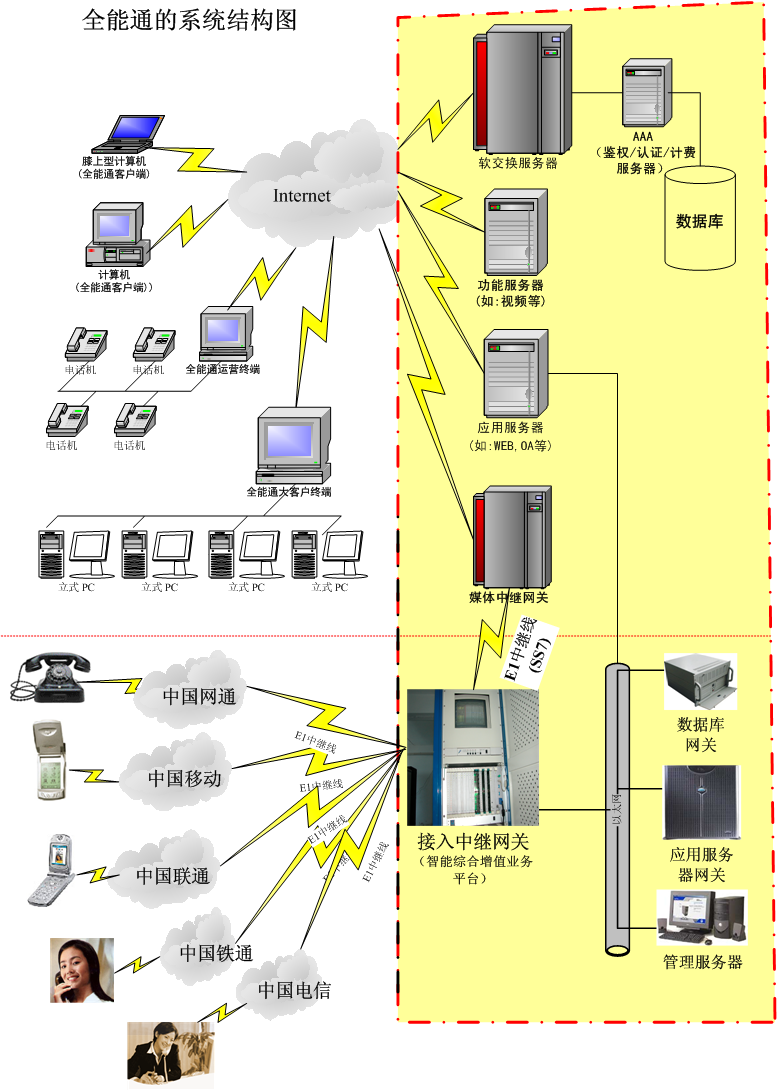 全能通的系统结构图
膝上型计算机
(全能通客户端)
Internet
软交换服务器
AAA
（鉴权/认证/计费
服务器）
数据库
计算机
(全能通客户端))
功能服务器
(如:视频等)
电话机
电话机
全能通运营终端
电话机
电话机
应用服务器
(如:WEB,OA等)
全能通大客户终端
立式 PC
立式 PC
立式 PC
立式 PC
媒体中继网关
E1中继线
(SS7)
中国网通
E1中继线
中国移动
E1中继线
中国联通
E1中继线
E1中继线
E1中继线
中国铁通
中国电信
接入中继网关
（智能综合增值业务
平台）
以太网
数据库
网关
应用服务
器网关
管理服务器